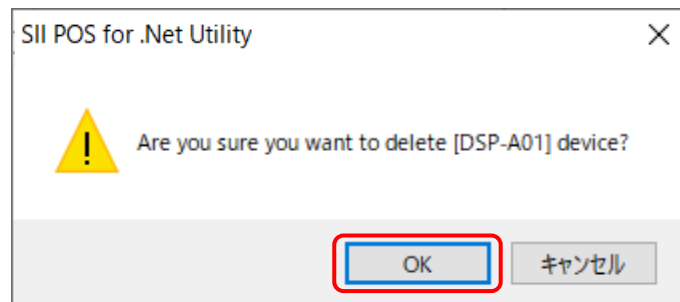 SII POS for .Net Utility
Are you sure you want to delete [DSP-A01] device?
OK
キャンセル